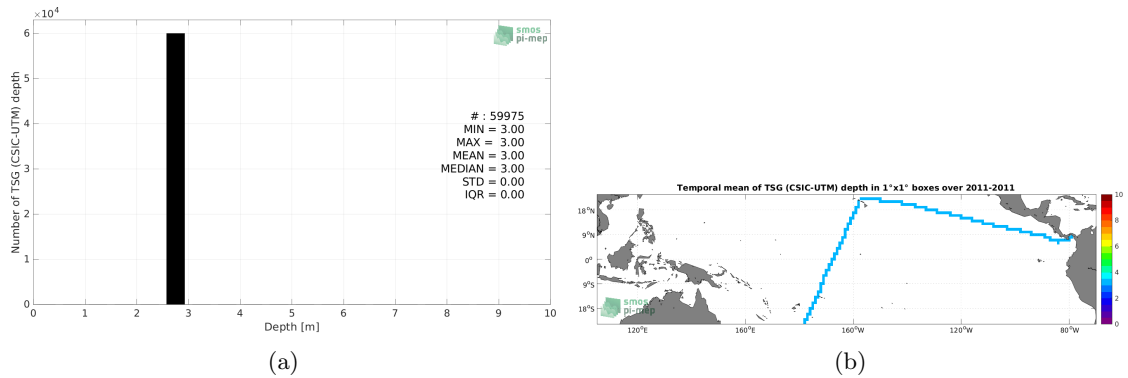 ×10⁴
6
5
4
3
2
1
0
Number of TSG (CSIC-UTM) depth
smos
pi-mep
# : 59975
MIN = 3.00
MAX = 3.00
MEAN = 3.00
MEDIAN = 3.00
STD = 0.00
IQR = 0.00
0 1 2 3 4 5 6 7 8 9 10
Depth [m]
(a)
Temporal mean of TSG (CSIC-UTM) depth in 1°x1° boxes over 2011-2011
18°N
9°N
0°
9°S
18°S
smos
pi-mep
120°E 160°E 160°W 120°W 80°W
10
8
6
4
2
0
(b)